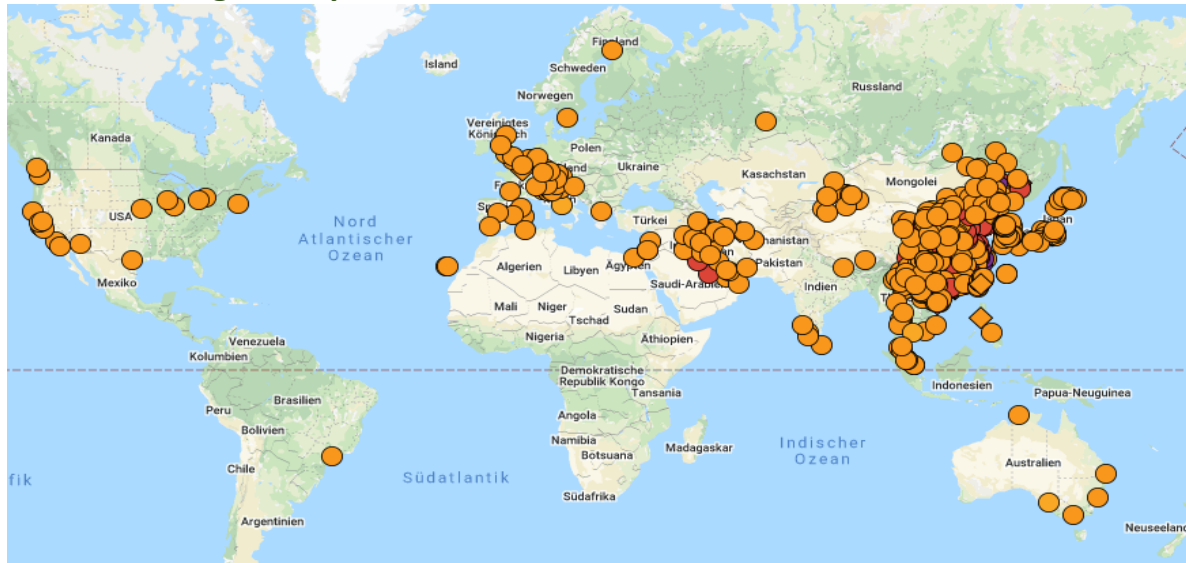 Island
Finnland
Schweden
Russland
Norwegen
Vereinigtes
Königreich
Kanada
Polen
Ukraine
Kasachstan
Mongolei
USA
Nord
Atlantischer
Ozean
Türkei
Japan
Algerien
Libyen
Ägypten
Pakistan
Mexiko
Saudi-Arabien
Indien
Mali
Niger
Sudan
Tschad
Nigeria
Äthiopien
Venezuela
Kolumbien
Demokratische
Republik Kongo
Tansania
Indonesien
Papua-Neuguinea
Brasilien
Peru
Angola
Bolivien
Namibia
Botsuana
Madagaskar
Indischer
Ozean
Australien
Chile
fik
Südatlantik
Südafrika
Argentinien
Neuseeland